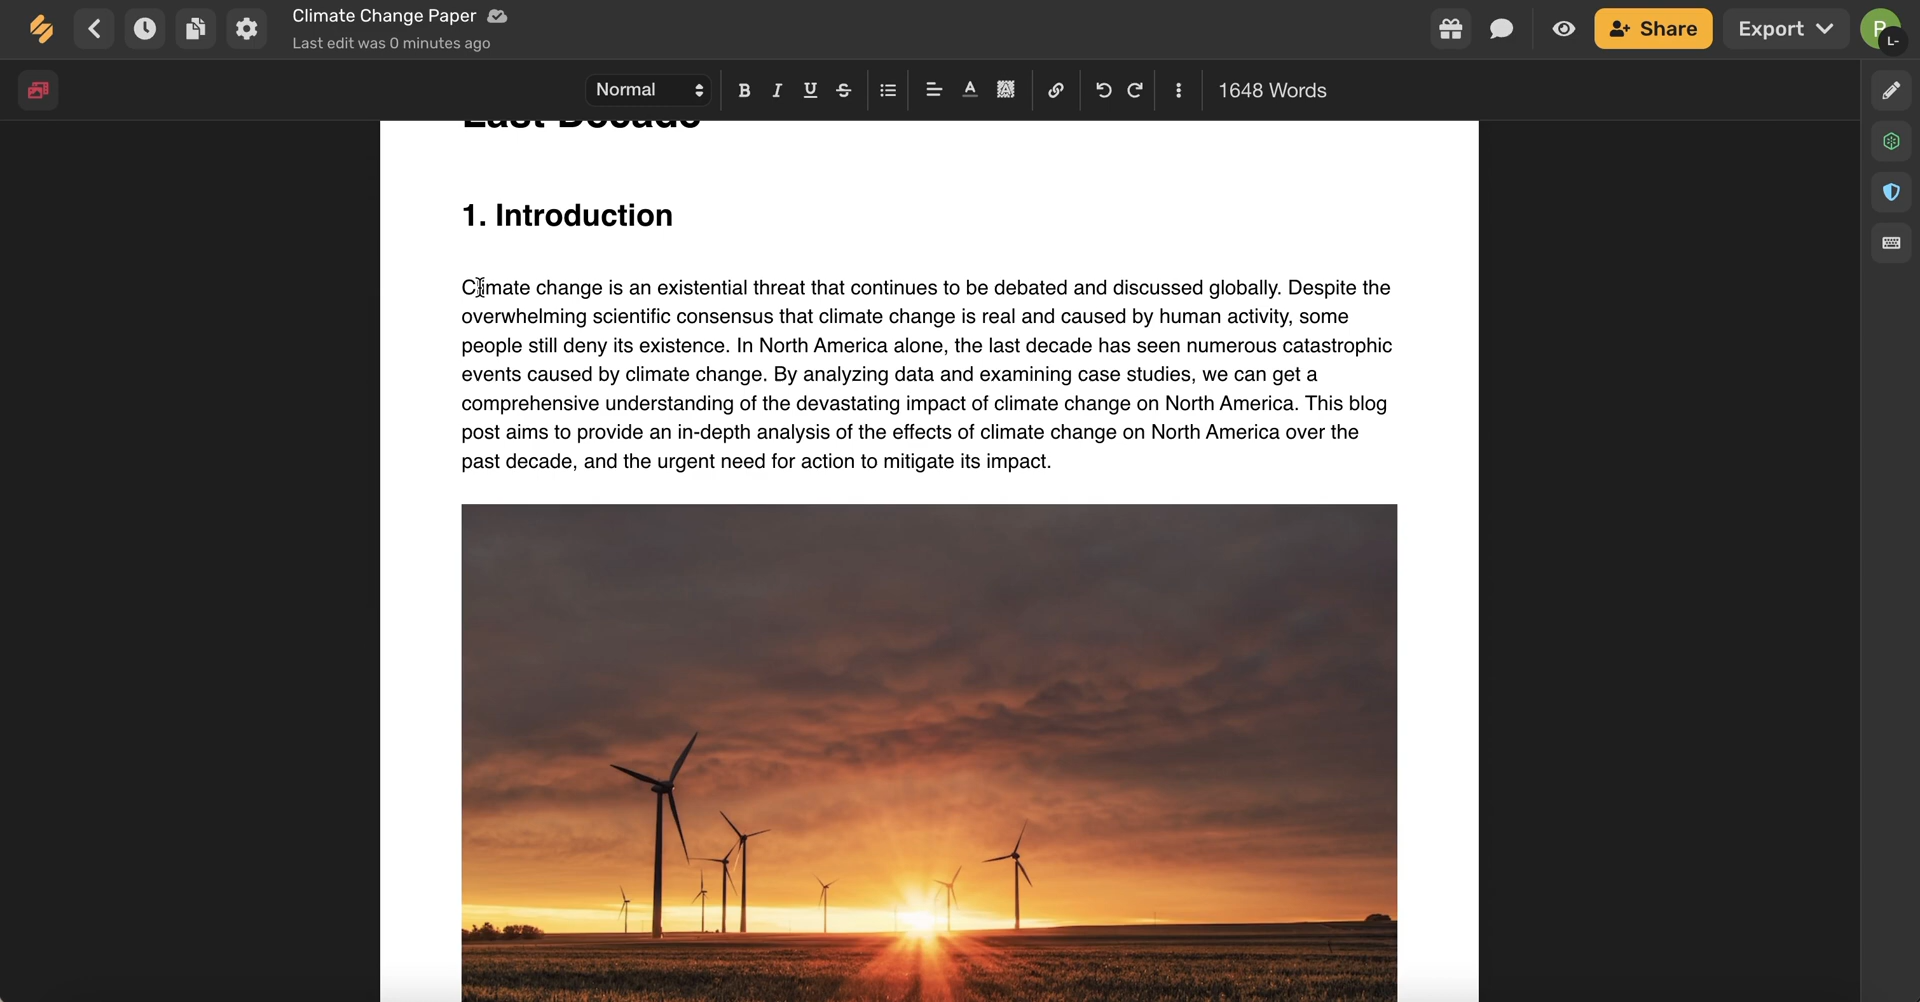 Climate Change Paper
Last edit was 0 minutes ago
Share
Export
Normal
B I U S
A
1648 Words
Last Decade
1. Introduction
Climate change is an existential threat that continues to be debated and discussed globally. Despite the
overwhelming scientific consensus that climate change is real and caused by human activity, some
people still deny its existence. In North America alone, the last decade has seen numerous catastrophic
events caused by climate change. By analyzing data and examining case studies, we can get a
comprehensive understanding of the devastating impact of climate change on North America. This blog
post aims to provide an in-depth analysis of the effects of climate change on North America over the
past decade, and the urgent need for action to mitigate its impact.